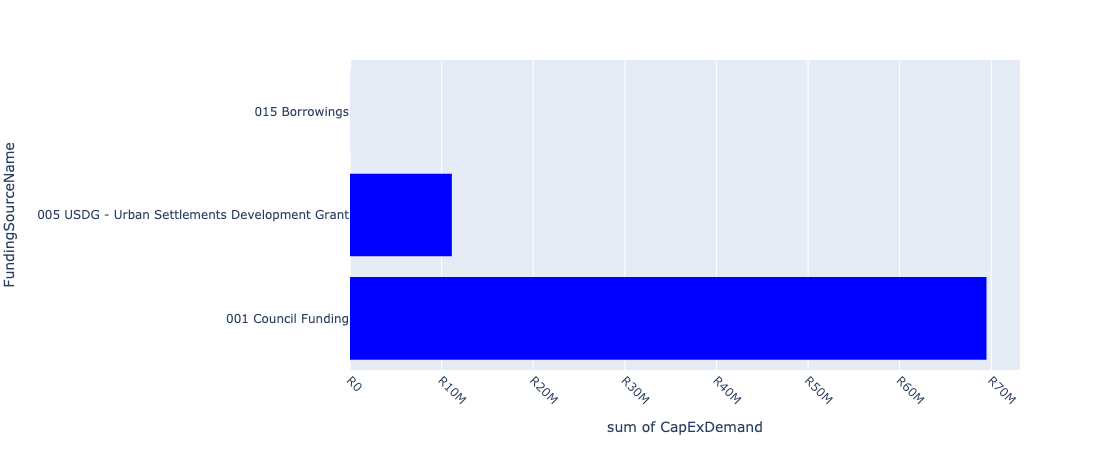 015 Borrowings
005 USDG - Urban Settlements Development Grant
001 Council Funding
FundingSourceName
R0
R10M
R20M
R30M
R40M
R50M
R60M
R70M
sum of CapExDemand